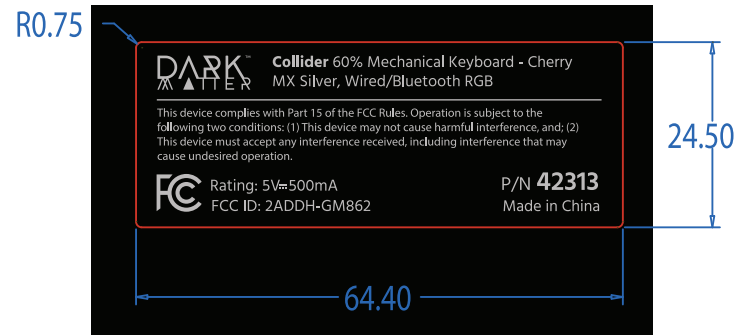 R0.75
DARK MATTER™
Collider 60% Mechanical Keyboard - Cherry
MX Silver, Wired/Bluetooth RGB
This device complies with Part 15 of the FCC Rules. Operation is subject to the
following two conditions: (1) This device may not cause harmful interference, and; (2)
This device must accept any interference received, including interference that may
cause undesired operation.
24.50
FC Rating: 5V⎓500mA
FCC ID: 2ADDH-GM862
P/N 42313
Made in China
64.40